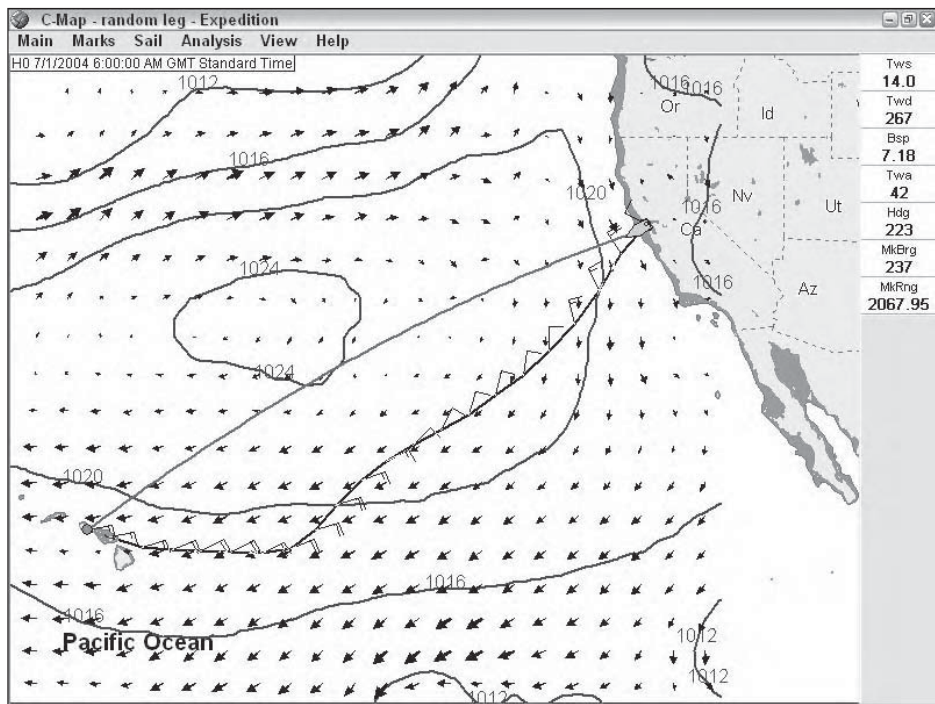 C-Map - random leg - Expedition
Main Marks Sail Analysis View Help
H0 7/1/2004 6:00:00 AM GMT Standard Time
1012
1016
1016
Or
Id
Tws
14.0
Twd
267
Bsp
7.18
Twa
42
Hdg
223
MkBrg
237
MkRng
2067.95
1016
1020
1016
Nv
Ut
Ca
1024
1016
Az
1024
1020
1016
1016
Pacific Ocean
1012
1012
1012